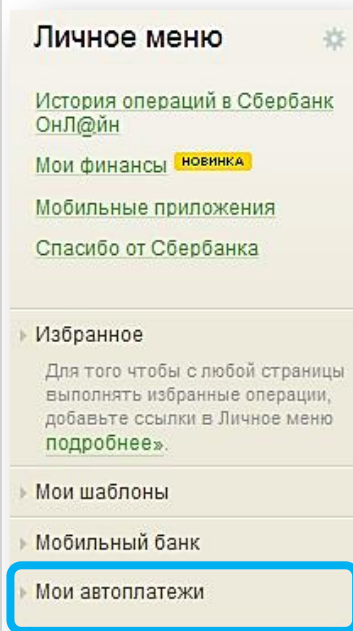 Личное меню
История операций в Сбербанк
ОнЛ@йн
Мои финансы НОВИНКА
Мобильные приложения
Спасибо от Сбербанка
Избранное
Для того чтобы с любой страницы
выполнять избранные операции,
добавьте ссылки в Личное меню
подробнее».
Мои шаблоны
Мобильный банк
Мои автоплатежи